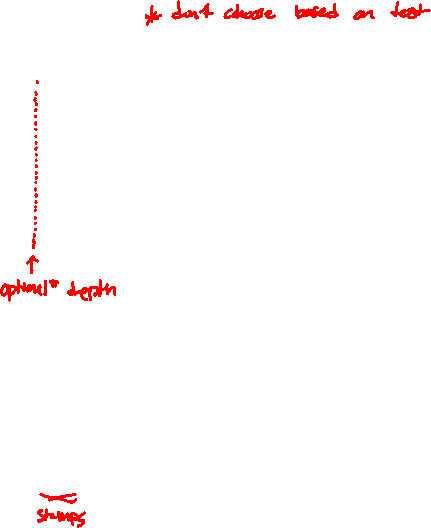 * don't choose based on test
optimal* depth
stumps